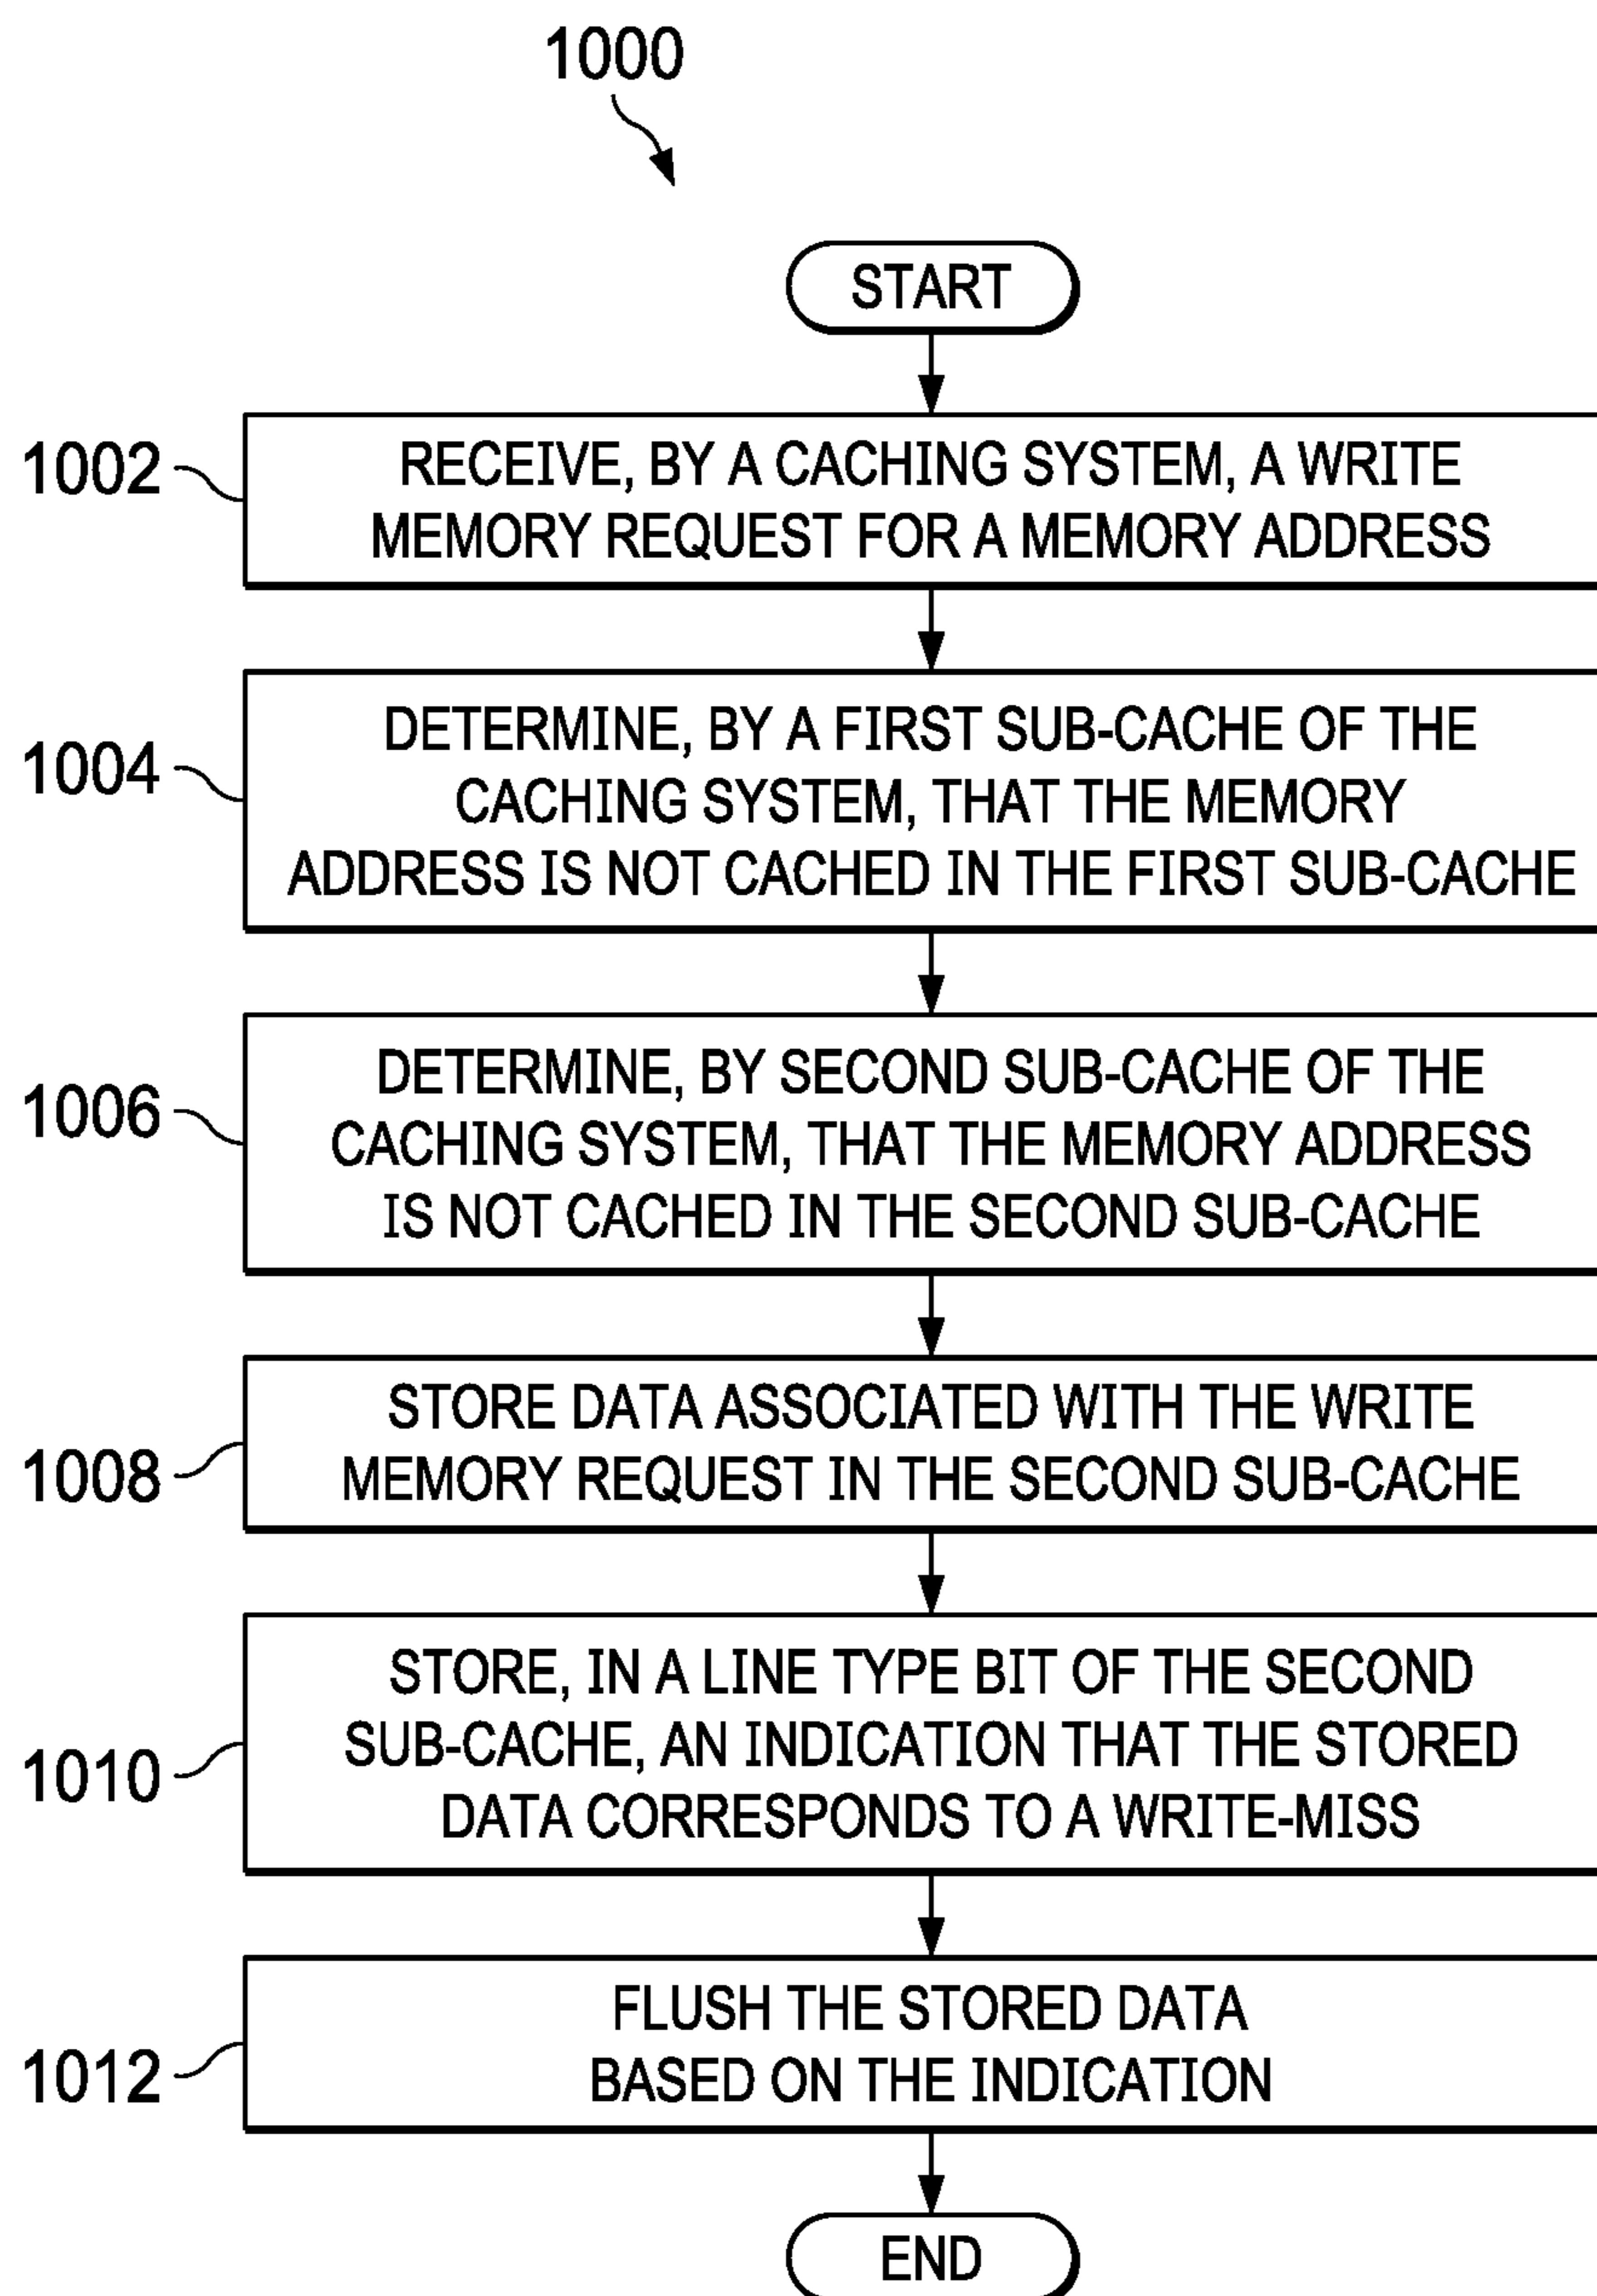 1000
START
1002
RECEIVE, BY A CACHING SYSTEM, A WRITE
MEMORY REQUEST FOR A MEMORY ADDRESS
1004
DETERMINE, BY A FIRST SUB-CACHE OF THE
CACHING SYSTEM, THAT THE MEMORY
ADDRESS IS NOT CACHED IN THE FIRST SUB-CACHE
1006
DETERMINE, BY SECOND SUB-CACHE OF THE
CACHING SYSTEM, THAT THE MEMORY ADDRESS
IS NOT CACHED IN THE SECOND SUB-CACHE
1008
STORE DATA ASSOCIATED WITH THE WRITE
MEMORY REQUEST IN THE SECOND SUB-CACHE
1010
STORE, IN A LINE TYPE BIT OF THE SECOND
SUB-CACHE, AN INDICATION THAT THE STORED
DATA CORRESPONDS TO A WRITE-MISS
1012
FLUSH THE STORED DATA
BASED ON THE INDICATION
END